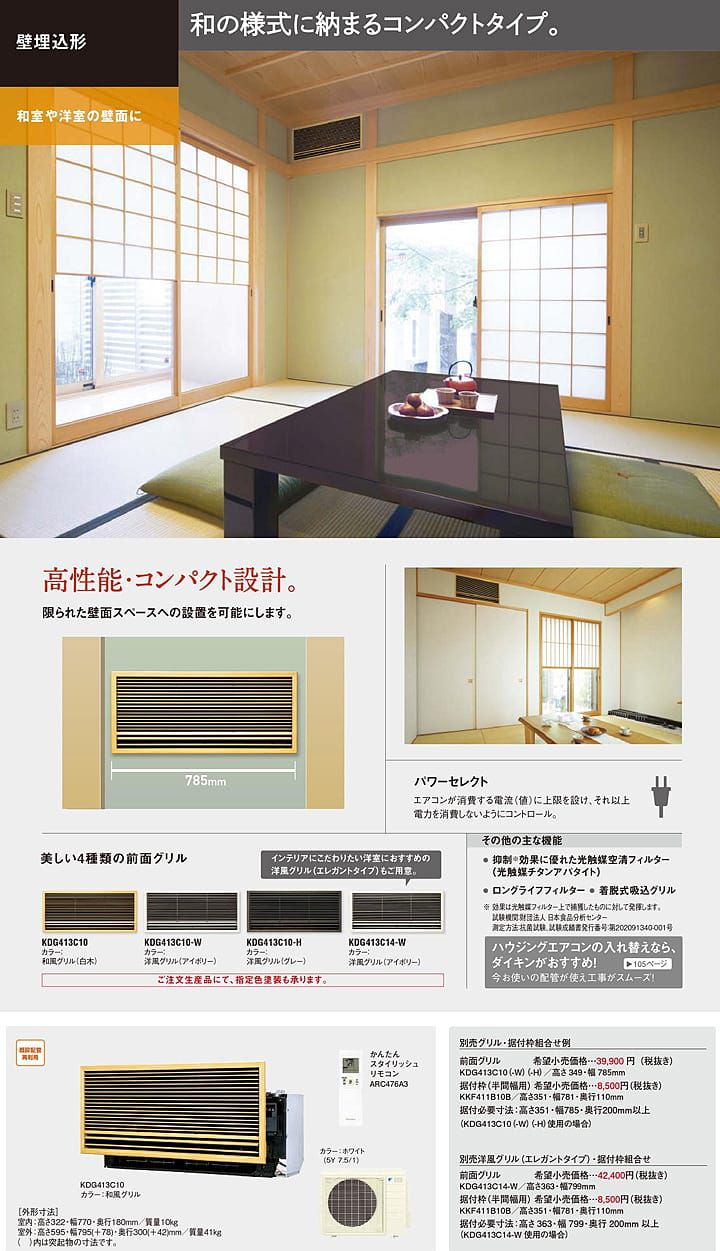 壁埋込形
和の様式に納まるコンパクトタイプ。
和室や洋室の壁面に
高性能・コンパクト設計。
限られた壁面スペースへの設置を可能にします。
785mm
パワーセレクト
エアコンが消費する電流（値）に上限を設け、それ以上
電力を消費しないようにコントロール。
美しい4種類の前面グリル
インテリアにこだわりたい洋室におすすめの
洋風グリル（エレガントタイプ）もご用意。
KDG413C10
カラー：
和風グリル（白木）
KDG413C10-W
カラー：
洋風グリル（アイボリー）
KDG413C10-H
カラー：
洋風グリル（グレー）
KDG413C14-W
カラー：
洋風グリル（アイボリー）
ご注文生産品にて、指定色塗装も承ります。
その他の主な機能
● 抑制※効果に優れた光触媒空清フィルター
（光触媒チタンアパタイト）
● ロングライフフィルター ● 着脱式吸込グリル
※ 効果は光触媒フィルター上で捕獲したものに対して発揮します。
試験機関：財団法人 日本食品分析センター
測定方法：抗菌試験、試験成績書発行番号：第202091340-001号
ハウジングエアコンの入れ替えなら、
ダイキンがおすすめ! ▶105ページ
今お使いの配管が使え工事がスムーズ!
既設配管
再利用
かんたん
スタイリッシュ
リモコン
ARC476A3
カラー：ホワイト
（5Y 7.5/1）
KDG413C10
カラー：和風グリル
［外形寸法］
室内：高さ322・幅770・奥行180mm／質量10kg
室外：高さ595・幅795（+78）・奥行300（+42）mm／質量41kg
（ ）内は突起物の寸法です。
別売グリル・据付枠組合せ例
前面グリル 希望小売価格…39,900 円（税抜き）
KDG413C10（-W）（-H）／高さ349・幅785mm
据付枠（半間幅用）希望小売価格…8,500円（税抜き）
KKF411B10B／高さ351・幅781・奥行110mm
据付必要寸法：高さ351・幅785・奥行200mm以上
（KDG413C10（-W）（-H）使用の場合）
別売洋風グリル（エレガントタイプ）・据付枠組合せ
前面グリル 希望小売価格…42,400円（税抜き）
KDG413C14-W／高さ363・幅799mm
据付枠（半間幅用）希望小売価格…8,500円（税抜き）
KKF411B10B／高さ351・幅781・奥行110mm
据付必要寸法：高さ363・幅 799・奥行 200mm 以上
（KDG413C14-W 使用の場合）